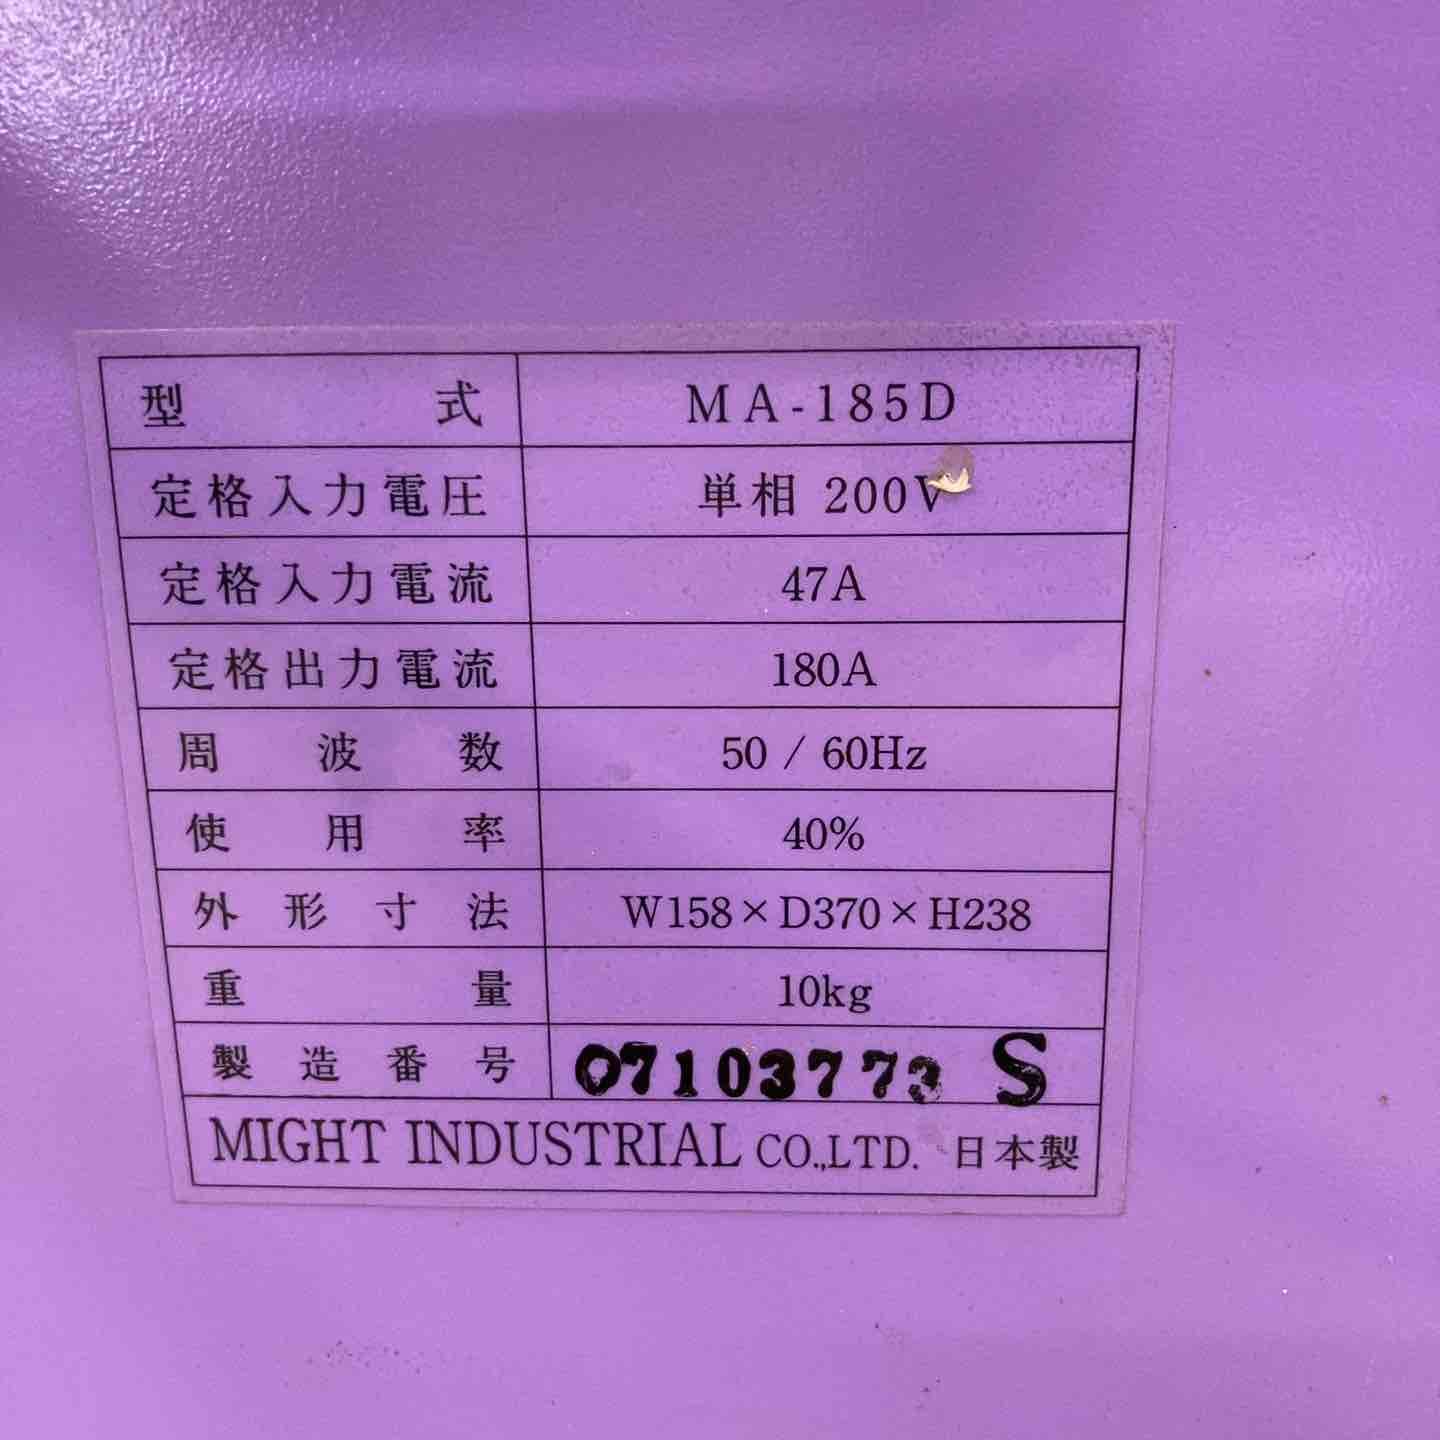 型式 MA-185D
定格入力電圧 単相 200V
定格入力電流 47A
定格出力電流 180A
周波数 50 / 60Hz
使用率 40%
外形寸法 W158×D370×H238
重量 10kg
製造番号 07103773 S
MIGHT INDUSTRIAL CO.,LTD. 日本製